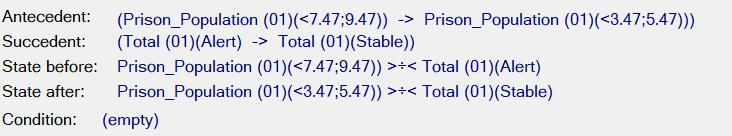 Antecedent: (Prison_Population (01)(<7.47;9.47)) -> Prison_Population (01)(<3.47;5.47)))
Succedent: (Total (01)(Alert) -> Total (01)(Stable))
State before: Prison_Population (01)(<7.47;9.47)) >÷< Total (01)(Alert)
State after: Prison_Population (01)(<3.47;5.47)) >÷< Total (01)(Stable)
Condition: (empty)